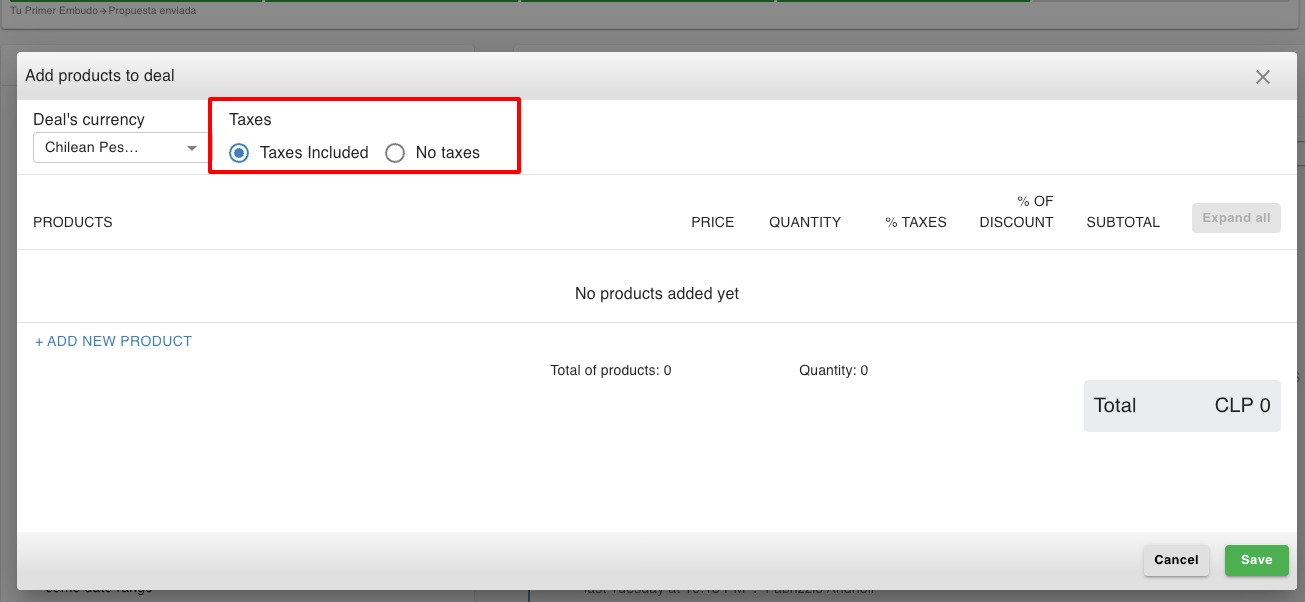 Tu Primer Embudo→Propuesta enviada
Add products to deal
Deal's currency
Taxes
Chilean Pes...
Taxes Included
No taxes
PRODUCTS
PRICE
QUANTITY
% TAXES
% OF
DISCOUNT
SUBTOTAL
Expand all
No products added yet
+ ADD NEW PRODUCT
Total of products: 0
Quantity: 0
Total
CLP 0
Cancel
Save